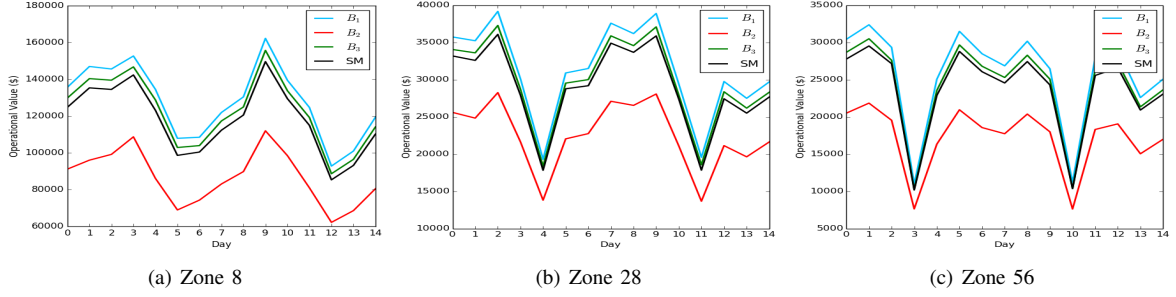 Operational Value ($)
180000
160000
140000
120000
100000
80000
60000
0 1 2 3 4 5 6 7 8 9 10 11 12 13 14
Day
B₁
B₂
B₃
SM
(a) Zone 8
Operational Value ($)
40000
35000
30000
25000
20000
15000
10000
0 1 2 3 4 5 6 7 8 9 10 11 12 13 14
Day
B₁
B₂
B₃
SM
(b) Zone 28
Operational Value ($)
35000
30000
25000
20000
15000
10000
5000
0 1 2 3 4 5 6 7 8 9 10 11 12 13 14
Day
B₁
B₂
B₃
SM
(c) Zone 56